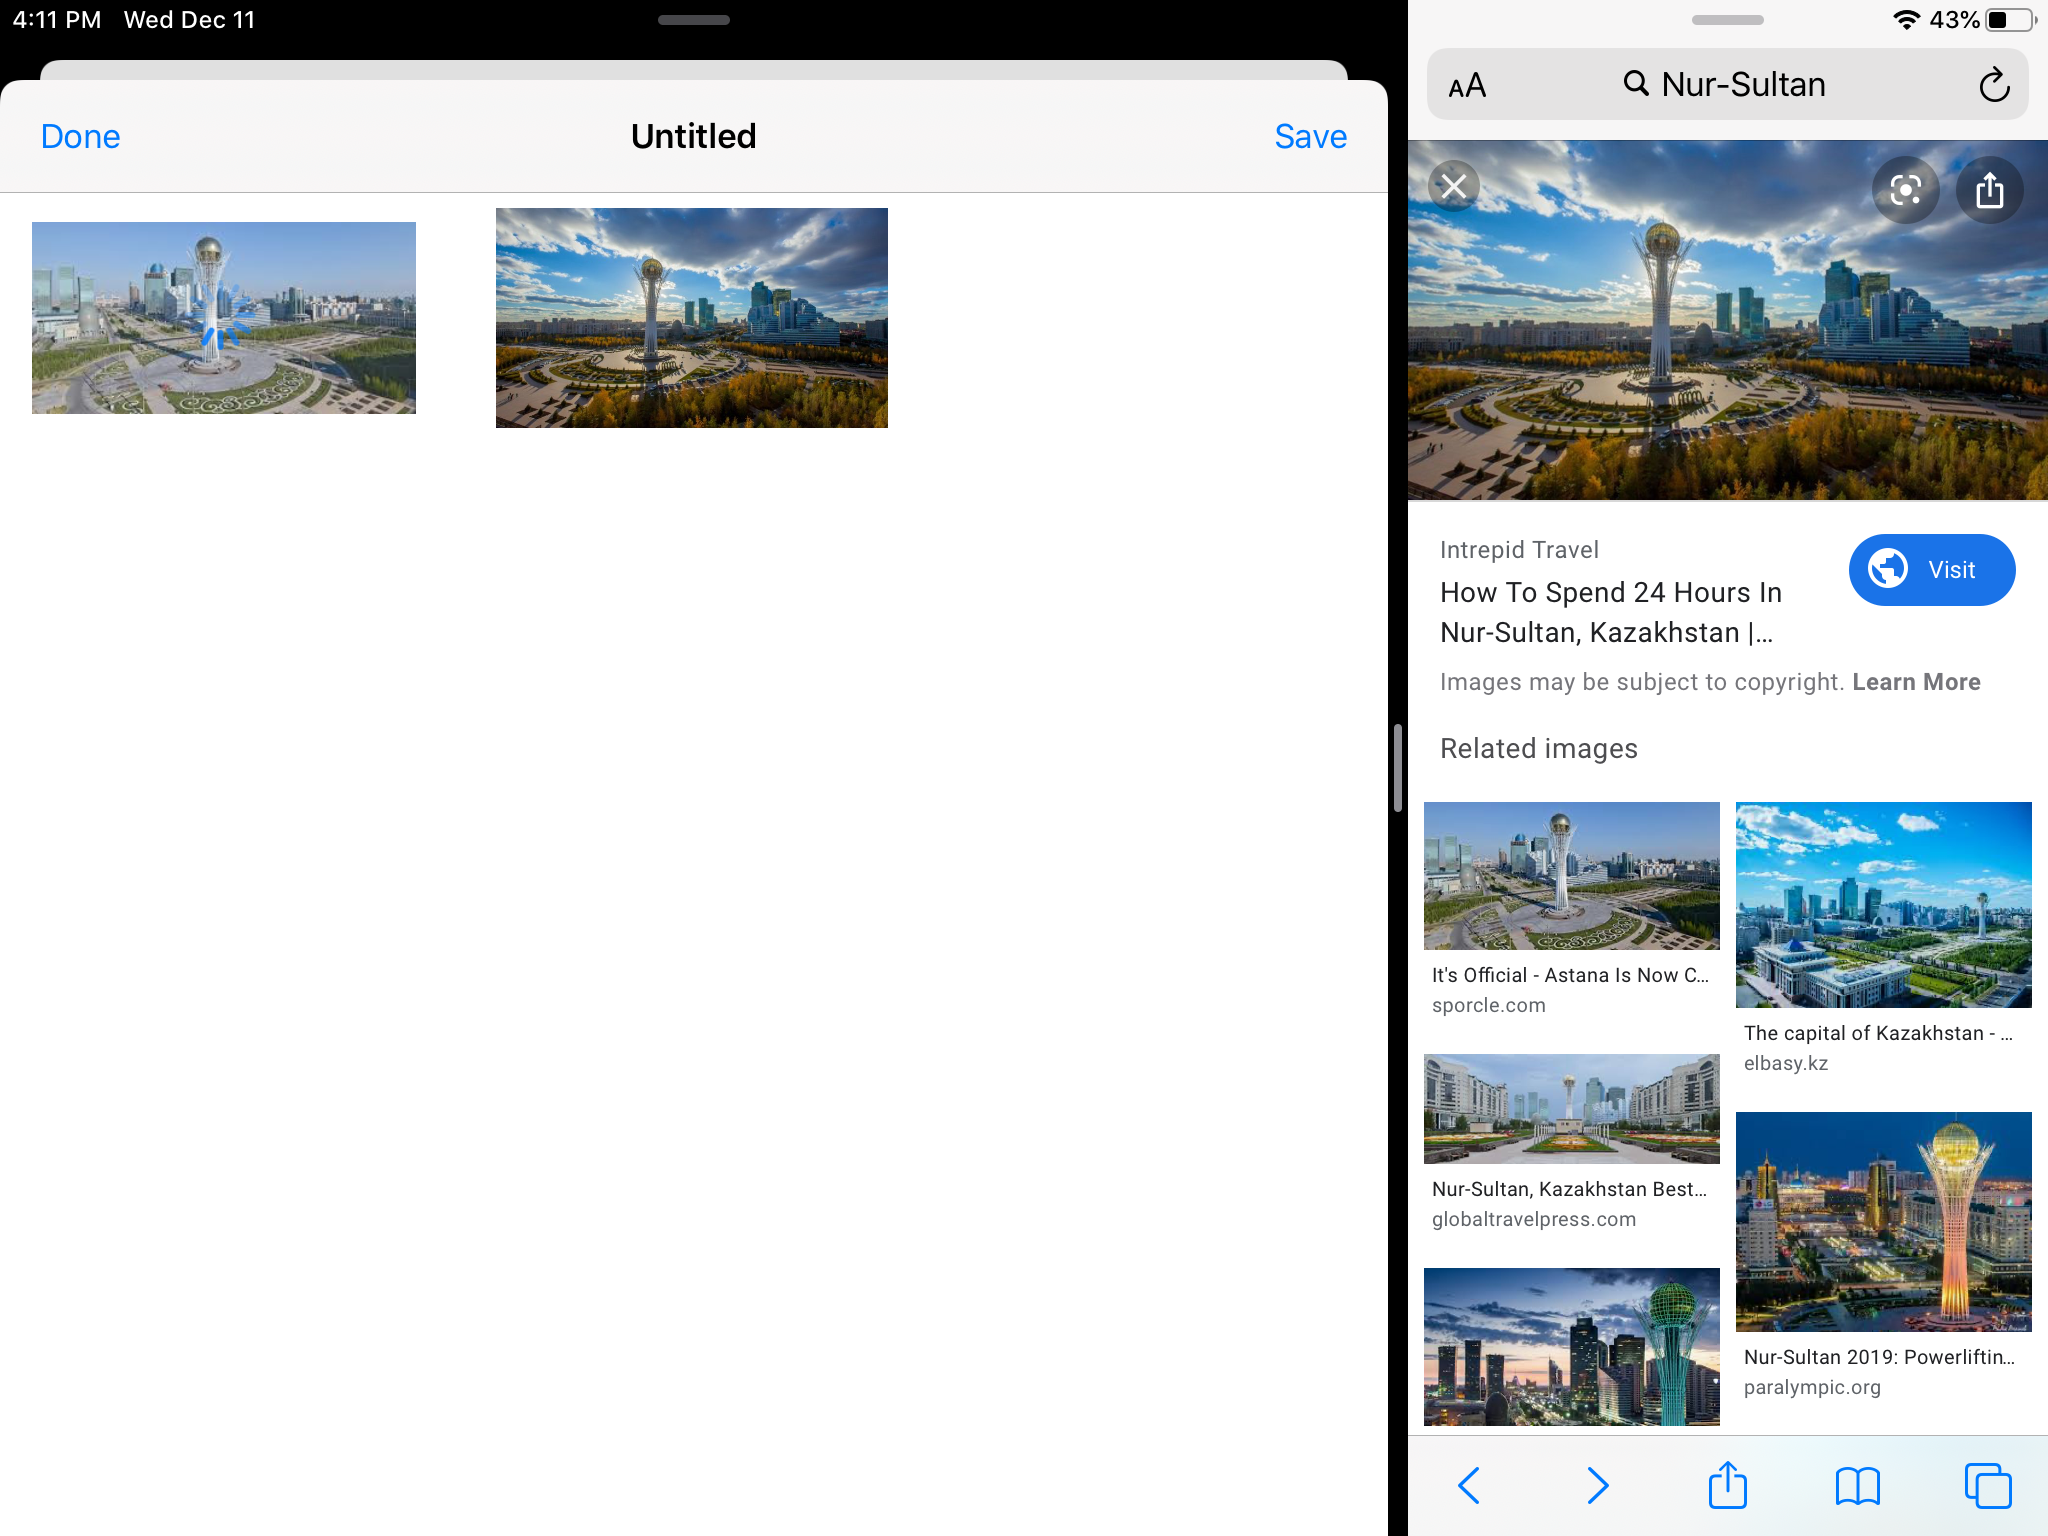 4:11 PM Wed Dec 11
43%
Done
Untitled
Save
AA
Nur-Sultan
Intrepid Travel
Visit
How To Spend 24 Hours In
Nur-Sultan, Kazakhstan |...
Images may be subject to copyright. Learn More
Related images
It's Official - Astana Is Now C...
sporcle.com
The capital of Kazakhstan - ...
elbasy.kz
Nur-Sultan, Kazakhstan Best...
globaltravelpress.com
Nur-Sultan 2019: Powerliftin...
paralympic.org